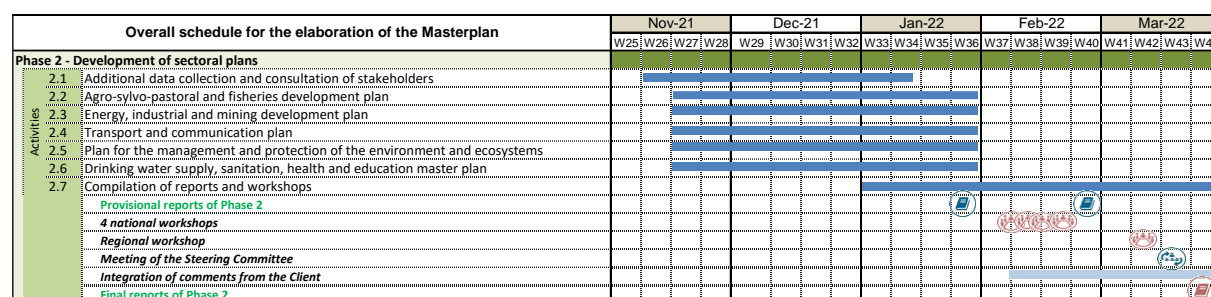 Overall schedule for the elaboration of the Masterplan
Nov-21 Dec-21 Jan-22 Feb-22 Mar-22
W25 W26 W27 W28 W29 W30 W31 W32 W33 W34 W35 W36 W37 W38 W39 W40 W41 W42 W43 W4
Phase 2 - Development of sectoral plans
Activities
2.1 Additional data collection and consultation of stakeholders
2.2 Agro-sylvo-pastoral and fisheries development plan
2.3 Energy, industrial and mining development plan
2.4 Transport and communication plan
2.5 Plan for the management and protection of the environment and ecosystems
2.6 Drinking water supply, sanitation, health and education master plan
2.7 Compilation of reports and workshops
Provisional reports of Phase 2
4 national workshops
Regional workshop
Meeting of the Steering Committee
Integration of comments from the Client
Final reports of Phase 2